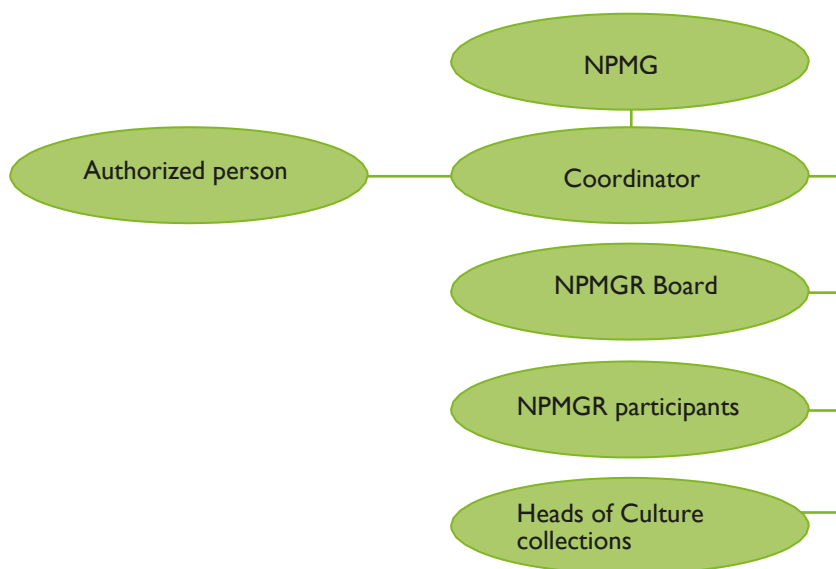 NPMG
Authorized person
Coordinator
NPMGR Board
NPMGR participants
Heads of Culture
collections